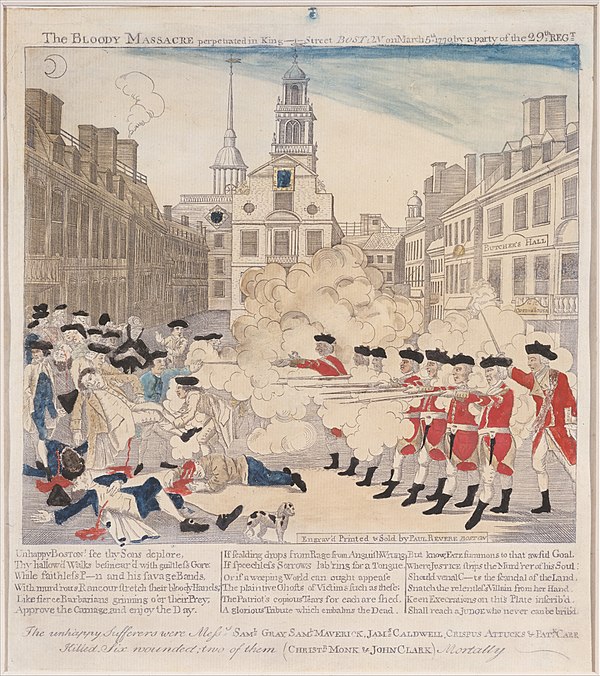 The BLOODY MASSACRE perpetrated in King—Street BOSTON on March 5th 1770 by a party of the 29th REGT
BUTCHER'S HALL
CUSTOM HOUSE
Engrav'd Printed & Sold by PAUL REVERE BOSTON
Unhappy BOSTON! see thy Sons deplore,
Thy hallow'd Walks besmear'd with guiltless Gore:
While faithless P—n and his savage Bands,
With murd'rous Rancour stretch their bloody Hands;
Like fierce Barbarians grinning o'er their Prey,
Approve the Carnage, and enjoy the Day.
If scalding drops from Rage from Anguish Wrung,
If speechless Sorrows lab'ring for a Tongue,
Or if a weeping World can ought appease
The plaintive Ghosts of Victims such as these;
The Patriot's copious Tears for each are shed,
A glorious Tribute which embalms the Dead.
But know, FATE summons to that awful Goal,
Where JUSTICE strips the Murd'rer of his Soul:
Should venal C—ts the scandal of the Land,
Snatch the relentless Villain from her Hand,
Keen Execrations on this Plate inscrib'd,
Shall reach a JUDGE who never can be brib'd.
The unhappy Sufferers were Messrs SAML GRAY, SAML MAVERICK, JAMS CALDWELL, CRISPUS ATTUCKS & PATK CARR
Killed. Six wounded; two of them (CHRISTR MONK & JOHN CLARK) Mortally